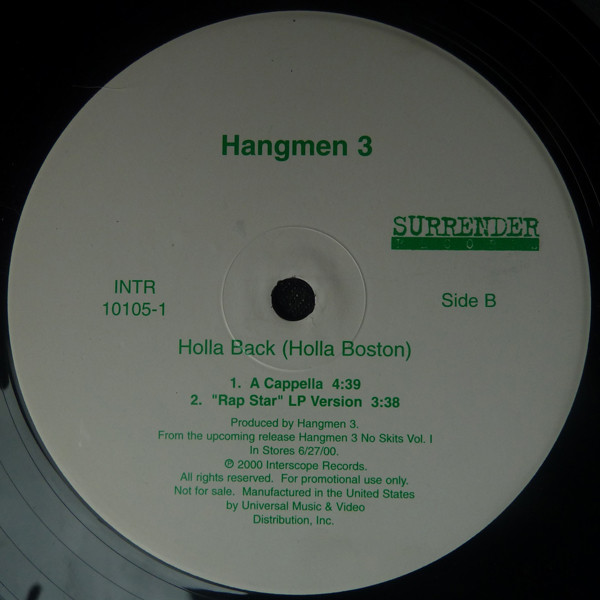 Hangmen 3
SURRENDER
RECORDS
INTR
10105-1
Side B
Holla Back (Holla Boston)
1. A Cappella 4:39
2. "Rap Star" LP Version 3:38
Produced by Hangmen 3.
From the upcoming release Hangmen 3 No Skits Vol. I
In Stores 6/27/00.
℗ 2000 Interscope Records.
All rights reserved. For promotional use only.
Not for sale. Manufactured in the United States
by Universal Music & Video
Distribution, Inc.